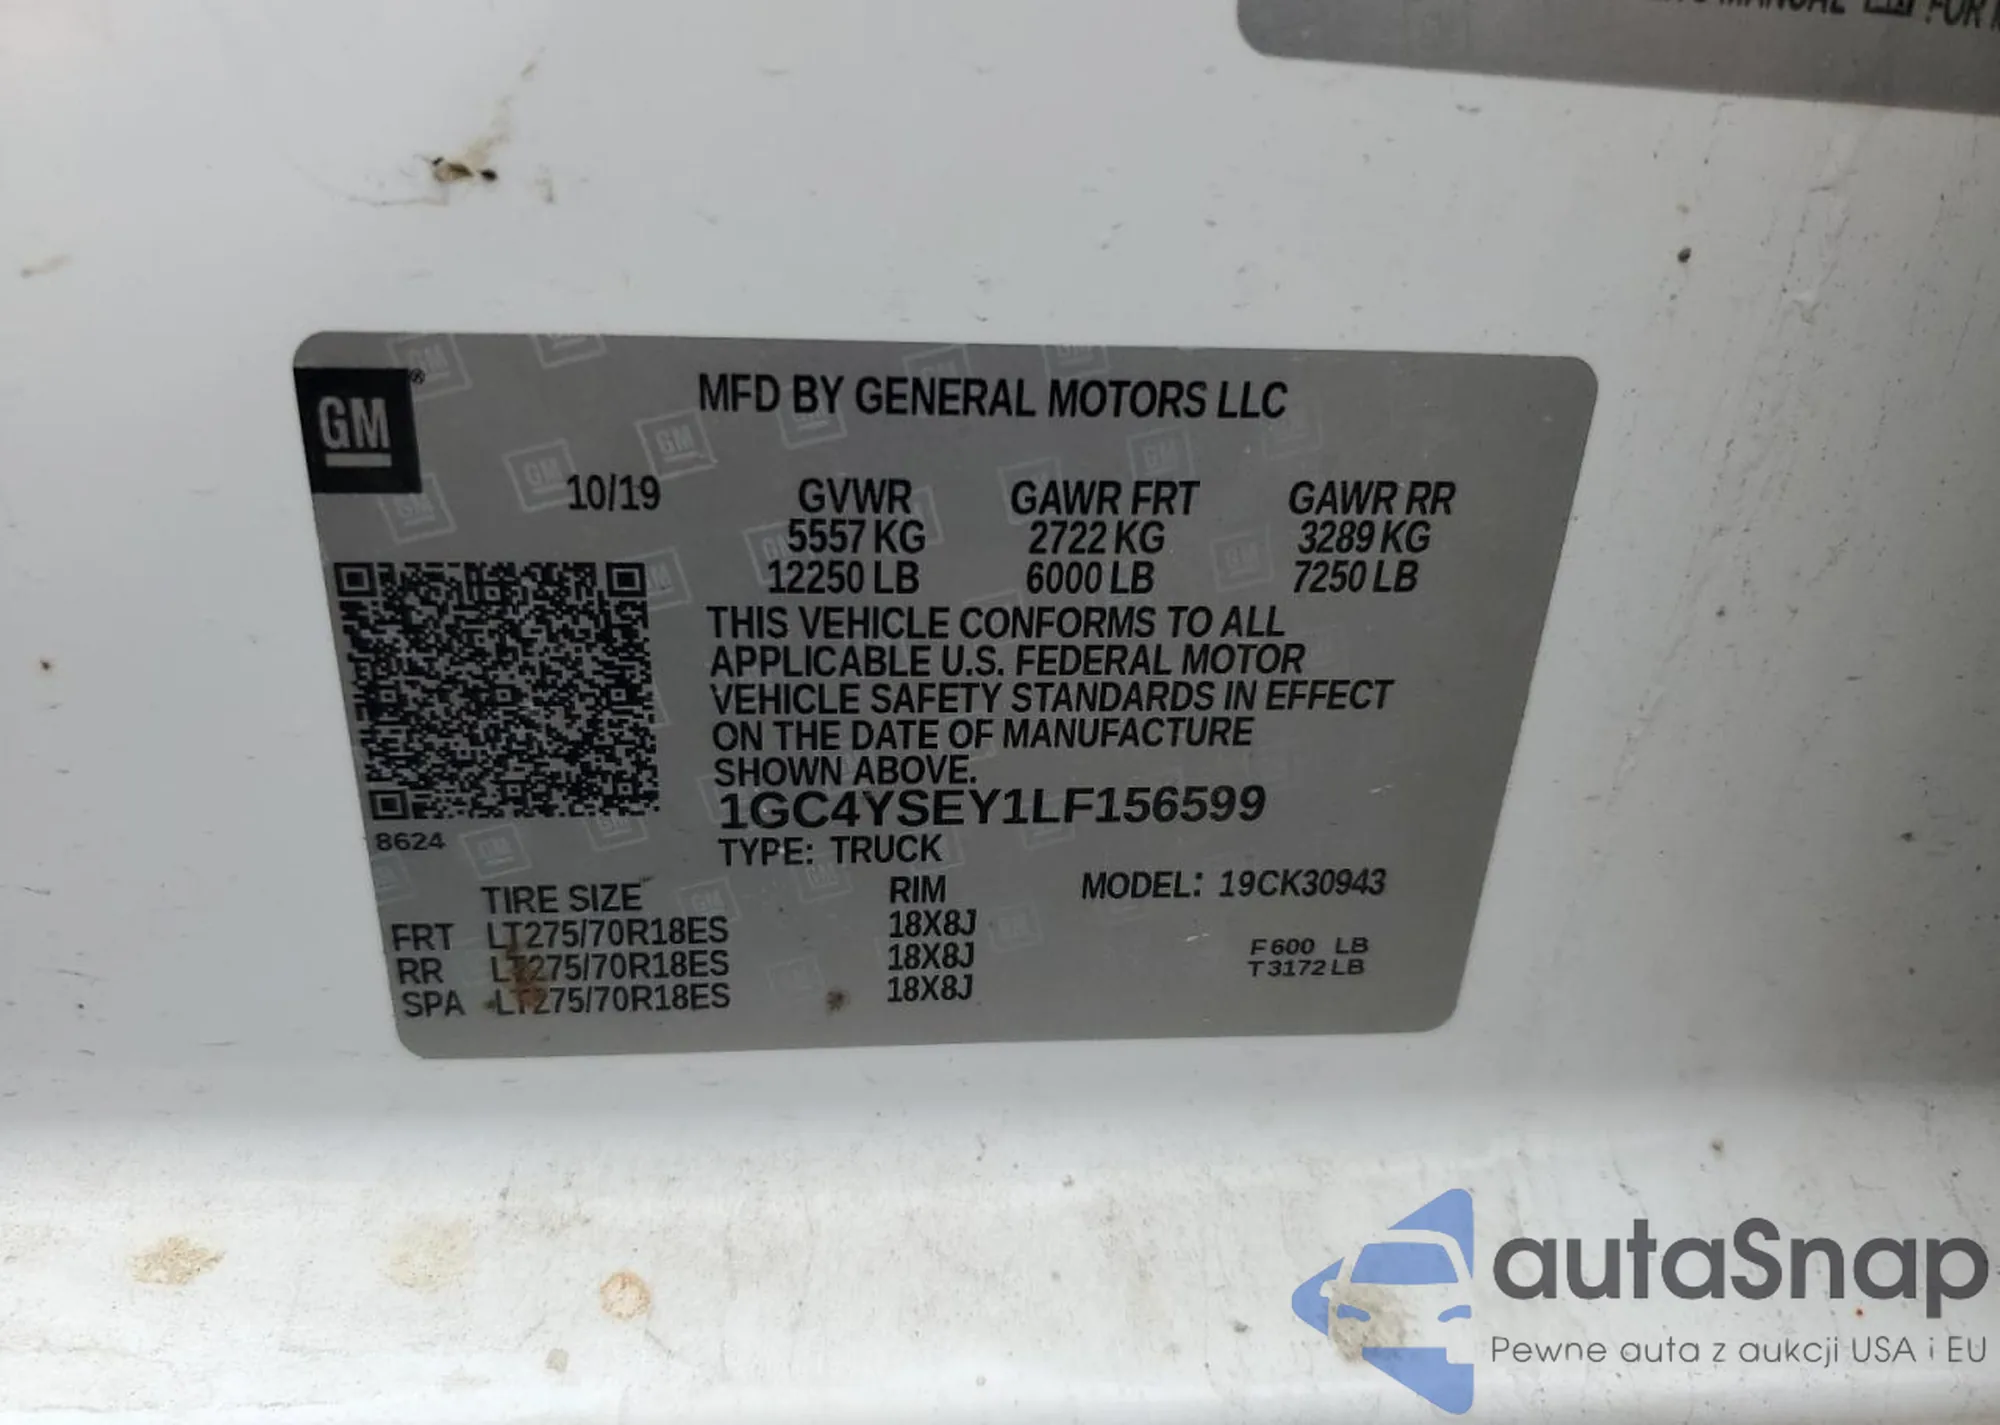 MANUAL
FOR
GM
MFD BY GENERAL MOTORS LLC
10/19 GVWR GAWR FRT GAWR RR
5557 KG 2722 KG 3289 KG
12250 LB 6000 LB 7250 LB
THIS VEHICLE CONFORMS TO ALL
APPLICABLE U.S. FEDERAL MOTOR
VEHICLE SAFETY STANDARDS IN EFFECT
ON THE DATE OF MANUFACTURE
SHOWN ABOVE.
1GC4YSEY1LF156599
8624
TYPE: TRUCK
TIRE SIZE RIM MODEL: 19CK30943
FRT LT275/70R18ES 18X8J
RR LT275/70R18ES 18X8J
SPA LT275/70R18ES 18X8J
F600 LB
T3172LB
autaSnap
Pewne auta z aukcji USA i EU